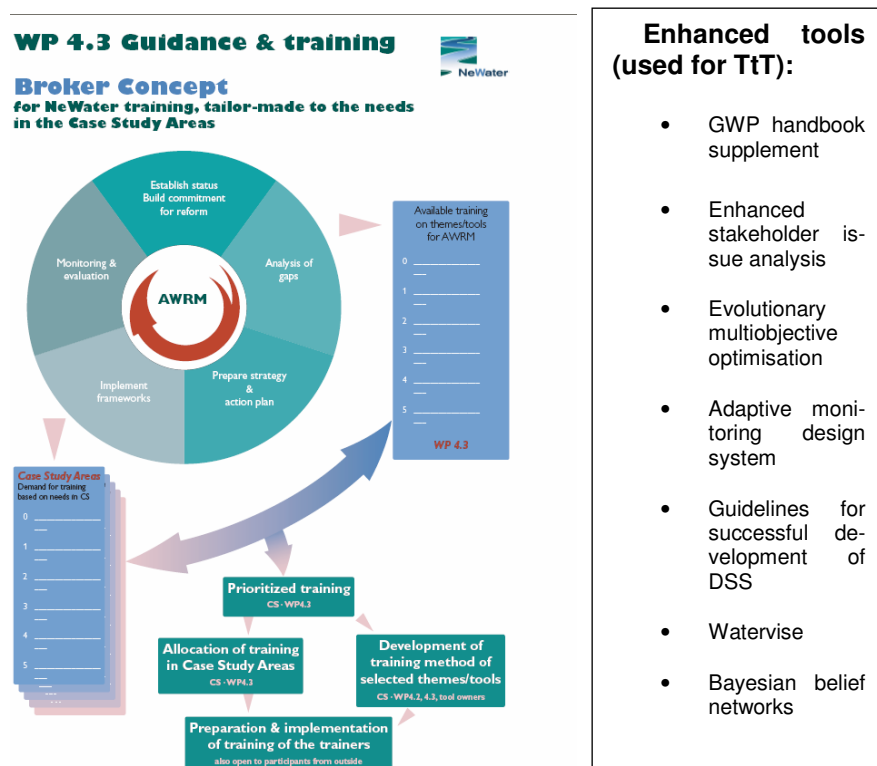 WP 4.3 Guidance & training
NeWater
Broker Concept
for NeWater training, tailor-made to the needs
in the Case Study Areas
Establish status
Build commitment
for reform
Analysis of
gaps
Prepare strategy
&
action plan
Implement
frameworks
Monitoring &
evaluation
AWRM
Available training
on themes/tools
for AWRM
0
1
2
3
4
5
WP 4.3
Case Study Areas
Demand for training
based on needs in CS
0
1
2
3
4
5
Prioritized training
CS - WP4.3
Allocation of training
in Case Study Areas
CS - WP4.3
Development of
training method of
selected themes/tools
CS - WP4.2, 4.3, tool owners
Preparation & implementation
of training of the trainers
also open to participants from outside
Enhanced tools
(used for TtT):
• GWP handbook
supplement
• Enhanced
stakeholder is-
sue analysis
• Evolutionary
multiobjective
optimisation
• Adaptive moni-
toring design
system
• Guidelines for
successful de-
velopment of
DSS
• Watervise
• Bayesian belief
networks